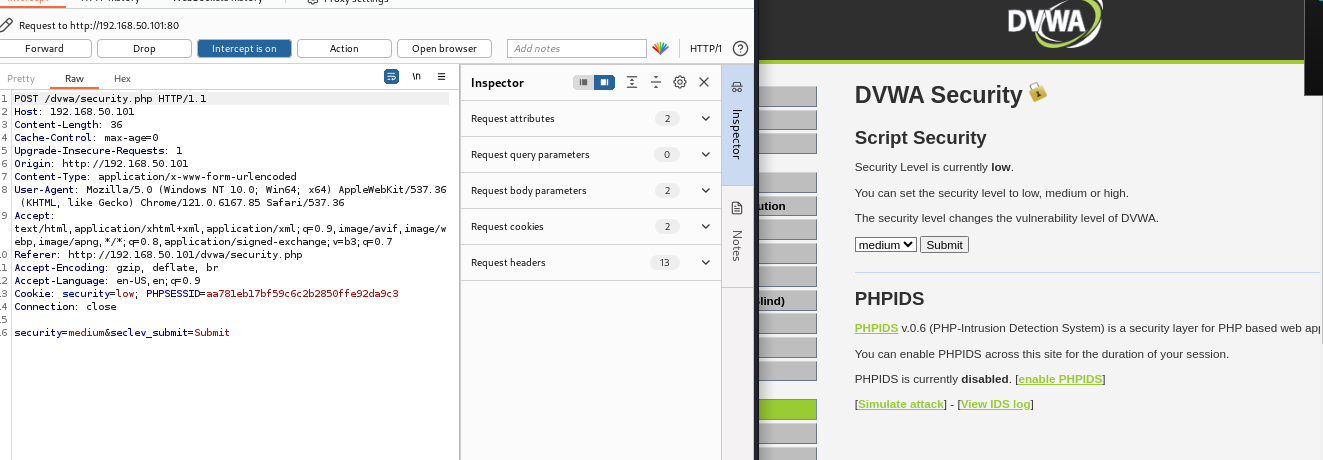 Request to http://192.168.50.101:80
Forward
Drop
Intercept is on
Action
Open browser
Add notes
HTTP/1
Pretty
Raw
Hex
\n
1 POST /dvwa/security.php HTTP/1.1
2 Host: 192.168.50.101
3 Content-Length: 36
4 Cache-Control: max-age=0
5 Upgrade-Insecure-Requests: 1
6 Origin: http://192.168.50.101
7 Content-Type: application/x-www-form-urlencoded
8 User-Agent: Mozilla/5.0 (Windows NT 10.0; Win64; x64) AppleWebKit/537.36
(KHTML, like Gecko) Chrome/121.0.6167.85 Safari/537.36
9 Accept:
text/html,application/xhtml+xml,application/xml;q=0.9,image/avif,image/w
ebp,image/apng,*/*;q=0.8,application/signed-exchange;v=b3;q=0.7
10 Referer: http://192.168.50.101/dvwa/security.php
11 Accept-Encoding: gzip, deflate, br
12 Accept-Language: en-US,en;q=0.9
13 Cookie: security=low; PHPSESSID=aa781eb17bf59c6c2b2850ffe92da9c3
14 Connection: close
15
16 security=medium&seclev_submit=Submit
Inspector
Request attributes 2
Request query parameters 0
Request body parameters 2
Request cookies 2
Request headers 13
Inspector
Notes
DVWA
ution
lind)
DVWA Security
Script Security
Security Level is currently low.
You can set the security level to low, medium or high.
The security level changes the vulnerability level of DVWA.
medium
Submit
PHPIDS
PHPIDS v.0.6 (PHP-Intrusion Detection System) is a security layer for PHP based web app
You can enable PHPIDS across this site for the duration of your session.
PHPIDS is currently disabled. [enable PHPIDS]
[Simulate attack] - [View IDS log]